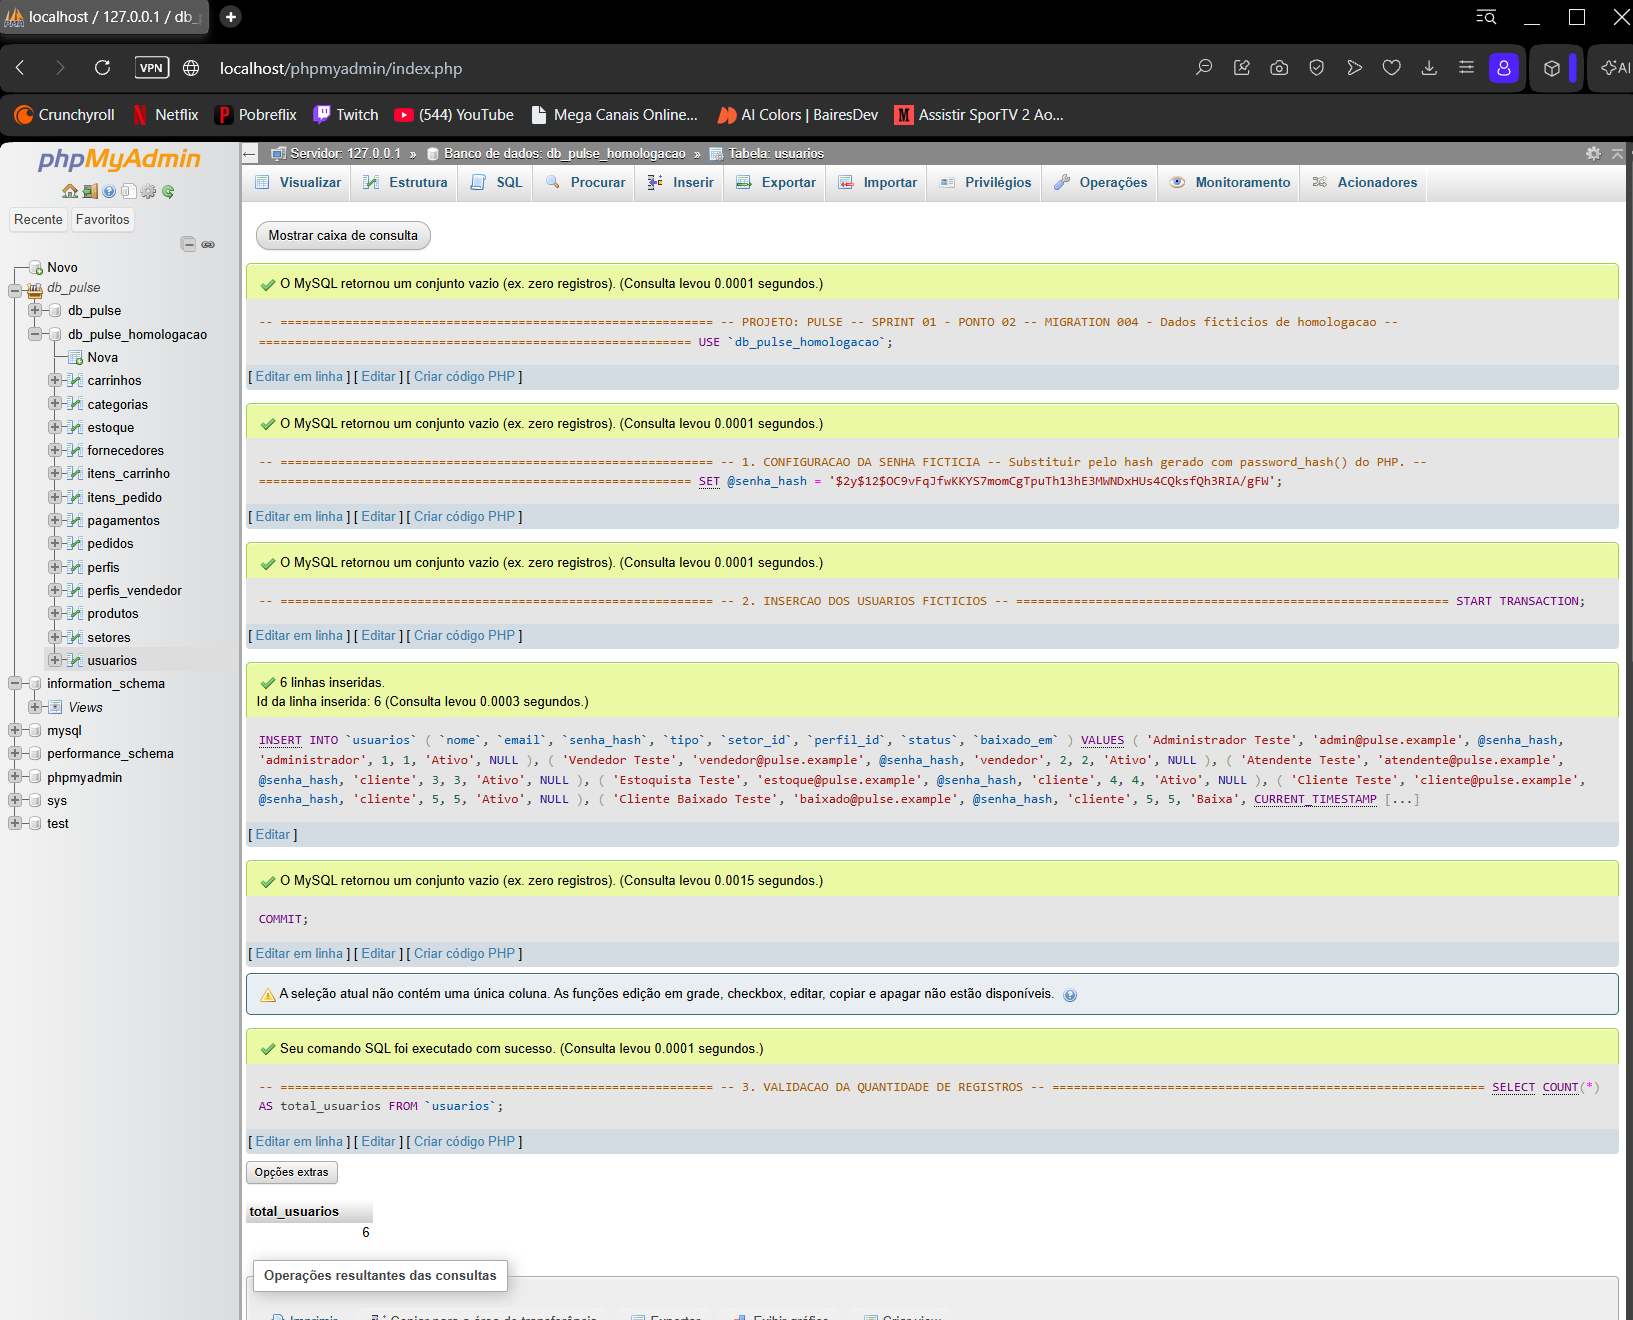 localhost / 127.0.0.1 / db_
VPN
localhost/phpmyadmin/index.php
AI
Crunchyroll
Netflix
Pobreflix
Twitch
(544) YouTube
Mega Canais Online...
AI Colors | BairesDev
Assistir SporTV 2 Ao...
phpMyAdmin
Recente
Favoritos
Novo
db_pulse
db_pulse
db_pulse_homologacao
Nova
carrinhos
categorias
estoque
fornecedores
itens_carrinho
itens_pedido
pagamentos
pedidos
perfis
perfis_vendedor
produtos
setores
usuarios
information_schema
Views
mysql
performance_schema
phpmyadmin
sys
test
Servidor: 127.0.0.1 » Banco de dados: db_pulse_homologacao » Tabela: usuarios
Visualizar
Estrutura
SQL
Procurar
Inserir
Exportar
Importar
Privilégios
Operações
Monitoramento
Acionadores
Mostrar caixa de consulta
O MySQL retornou um conjunto vazio (ex. zero registros). (Consulta levou 0.0001 segundos.)
-- ============================================================ -- PROJETO: PULSE -- SPRINT 01 - PONTO 02 -- MIGRATION 004 - Dados ficticios de homologacao --
============================================================ USE `db_pulse_homologacao`;
[ Editar em linha ] [ Editar ] [ Criar código PHP ]
O MySQL retornou um conjunto vazio (ex. zero registros). (Consulta levou 0.0001 segundos.)
-- ============================================================ -- 1. CONFIGURACAO DA SENHA FICTICIA -- Substituir pelo hash gerado com password_hash() do PHP. --
============================================================ SET @senha_hash = '$2y$12$OC9vFqJfwKKYS7momCgTpuTh13hE3MWNDxHUs4CQksfQh3RIA/gFW';
[ Editar em linha ] [ Editar ] [ Criar código PHP ]
O MySQL retornou um conjunto vazio (ex. zero registros). (Consulta levou 0.0001 segundos.)
-- ============================================================ -- 2. INSERCAO DOS USUARIOS FICTICIOS -- ============================================================ START TRANSACTION;
[ Editar em linha ] [ Editar ] [ Criar código PHP ]
6 linhas inseridas.
Id da linha inserida: 6 (Consulta levou 0.0003 segundos.)
INSERT INTO `usuarios` ( `nome`, `email`, `senha_hash`, `tipo`, `setor_id`, `perfil_id`, `status`, `baixado_em` ) VALUES ( 'Administrador Teste', 'admin@pulse.example', @senha_hash,
'administrador', 1, 1, 'Ativo', NULL ), ( 'Vendedor Teste', 'vendedor@pulse.example', @senha_hash, 'vendedor', 2, 2, 'Ativo', NULL ), ( 'Atendente Teste', 'atendente@pulse.example',
@senha_hash, 'cliente', 3, 3, 'Ativo', NULL ), ( 'Estoquista Teste', 'estoque@pulse.example', @senha_hash, 'cliente', 4, 4, 'Ativo', NULL ), ( 'Cliente Teste', 'cliente@pulse.example',
@senha_hash, 'cliente', 5, 5, 'Ativo', NULL ), ( 'Cliente Baixado Teste', 'baixado@pulse.example', @senha_hash, 'cliente', 5, 5, 'Baixa', CURRENT_TIMESTAMP [...]
[ Editar ]
O MySQL retornou um conjunto vazio (ex. zero registros). (Consulta levou 0.0015 segundos.)
COMMIT;
[ Editar em linha ] [ Editar ] [ Criar código PHP ]
A seleção atual não contém uma única coluna. As funções edição em grade, checkbox, editar, copiar e apagar não estão disponíveis.
Seu comando SQL foi executado com sucesso. (Consulta levou 0.0001 segundos.)
-- ============================================================ -- 3. VALIDACAO DA QUANTIDADE DE REGISTROS -- ============================================================ SELECT COUNT(*)
AS total_usuarios FROM `usuarios`;
[ Editar em linha ] [ Editar ] [ Criar código PHP ]
Opções extras
total_usuarios
6
Operações resultantes das consultas
Imprimir
Copiar para a área de transferência
Exportar
Exibir gráfico
Criar view